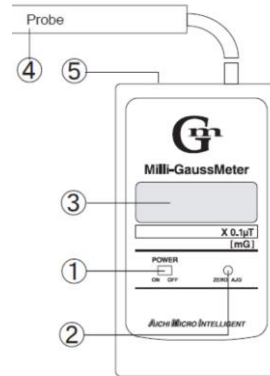 Probe
④
⑤
Gm
Milli-GaussMeter
③
X 0.1μT
[mG]
POWER
①
ON OFF
ZERO AJD
②
AICHI MICRO INTELLIGENT